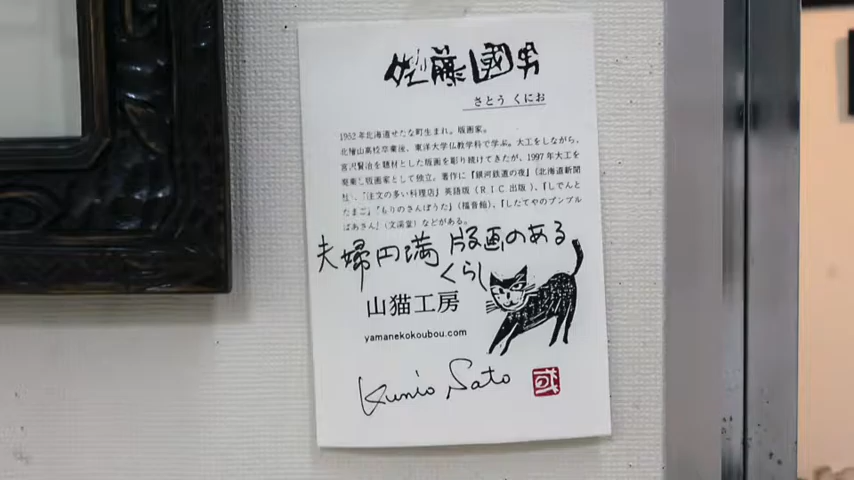 佐藤國男
さとう くにお
1952年北海道せたな町生まれ。版画家。
北檜山高校卒業後、東洋大学仏教学科で学ぶ。大工をしながら、
宮沢賢治を題材とした版画を彫り続けてきたが、1997年大工を
廃業し版画家として独立。著作に『銀河鉄道の夜』(北海道新聞
社)、『注文の多い料理店』英語版(R.I.C.出版)、『しでんと
たまご』『もりのさんぽうた』(福音館)、『したてやのブンブル
ばあさん』(文溪堂)などがある。
夫婦円満 版画のある
くらし
山猫工房
yamanekokoubou.com
Kunio Sato